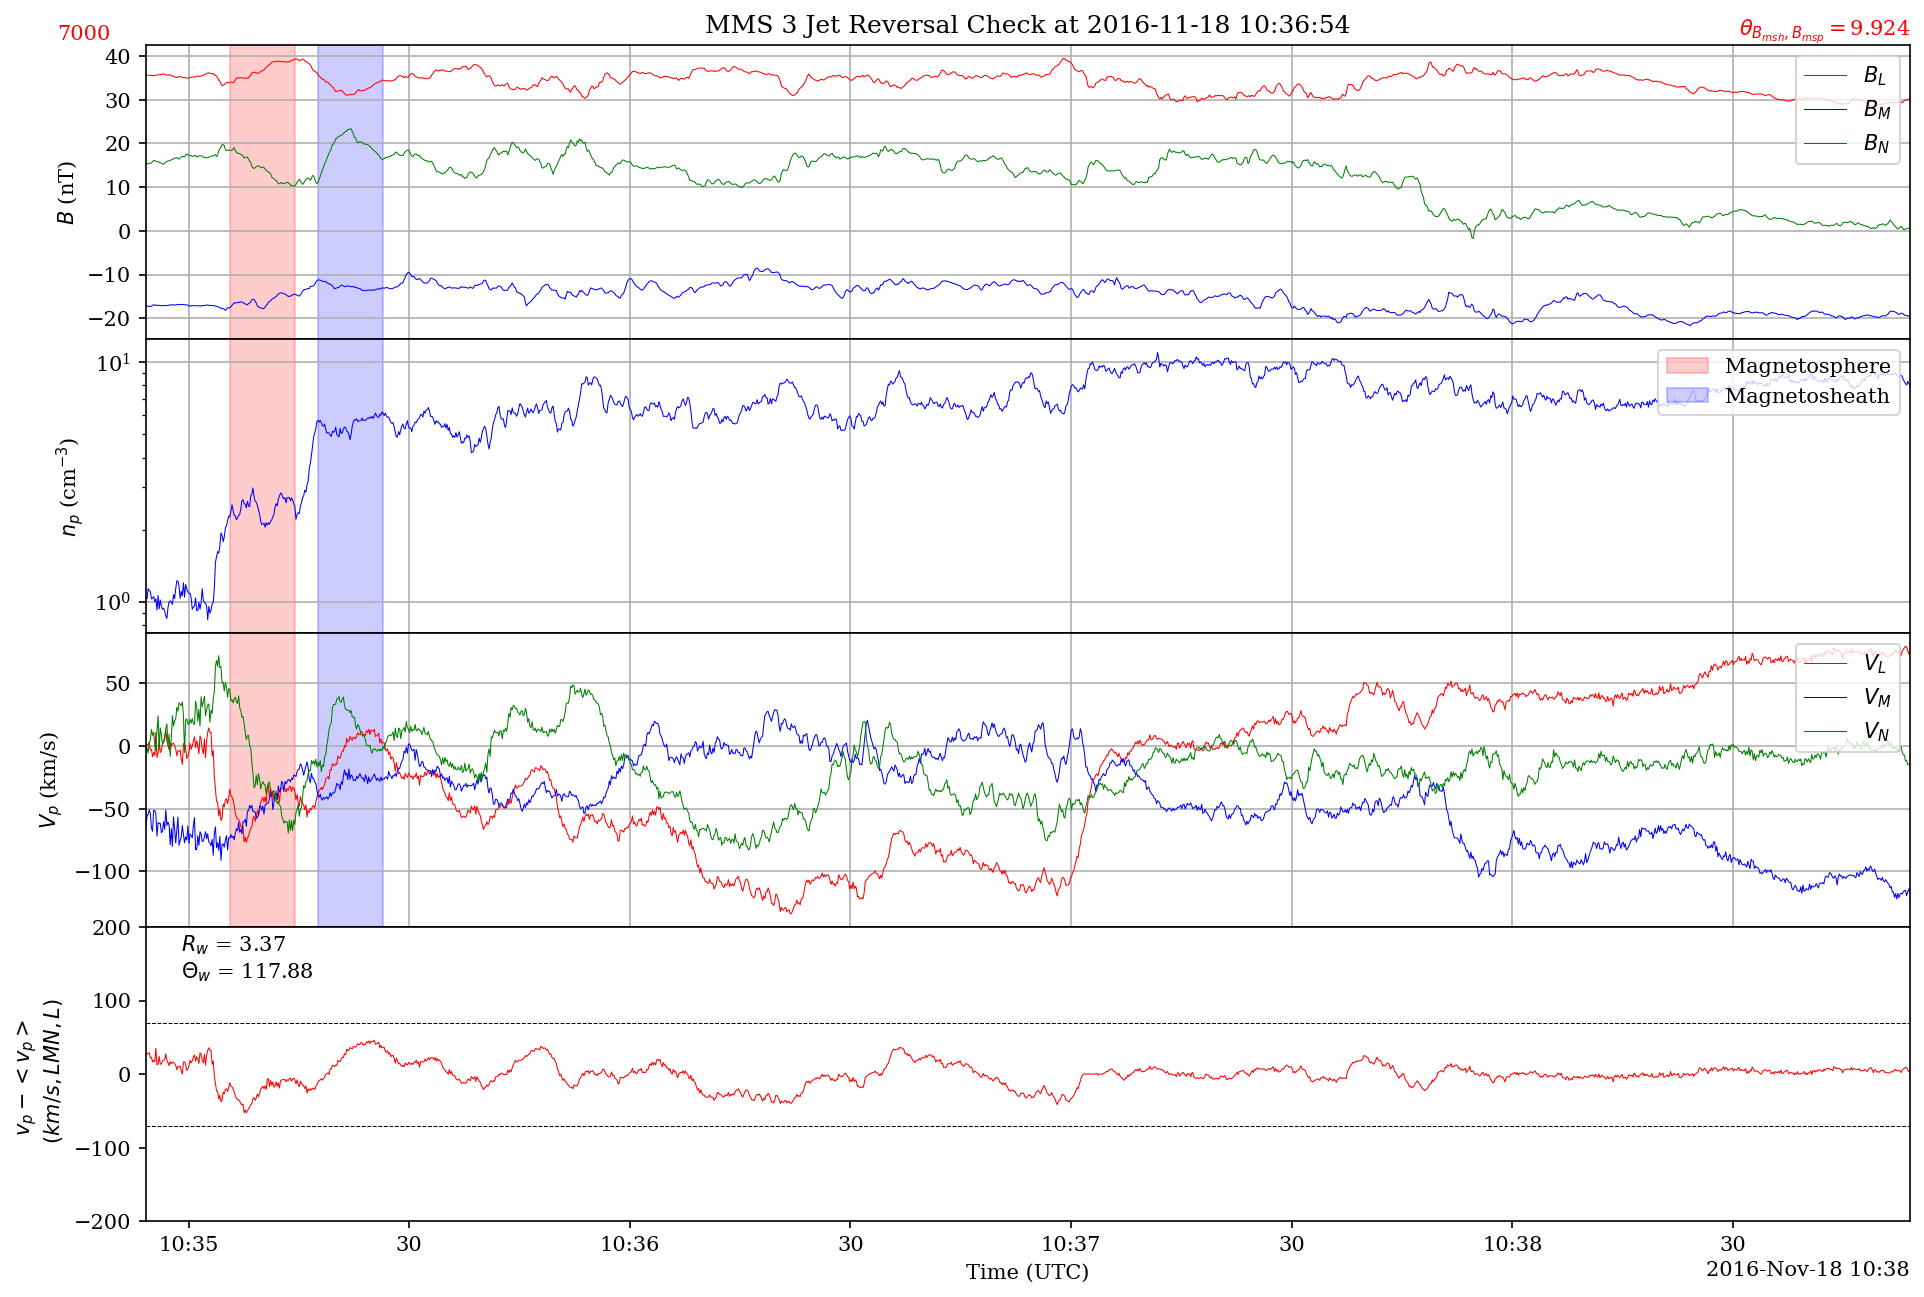 MMS 3 Jet Reversal Check at 2016-11-18 10:36:54
7000
θ_{B_{msh}, B_{msp}} = 9.924
40
30
20
10
0
−10
−20
B (nT)
B_L
B_M
B_N
10^1
10^0
n_p (cm^{−3})
Magnetosphere
Magnetosheath
50
0
−50
−100
V_p (km/s)
V_L
V_M
V_N
200
100
0
−100
−200
v_p − < v_p >
(km/s, LMN, L)
R_w = 3.37
Θ_w = 117.88
10:35
30
10:36
30
10:37
30
10:38
30
Time (UTC)
2016-Nov-18 10:38